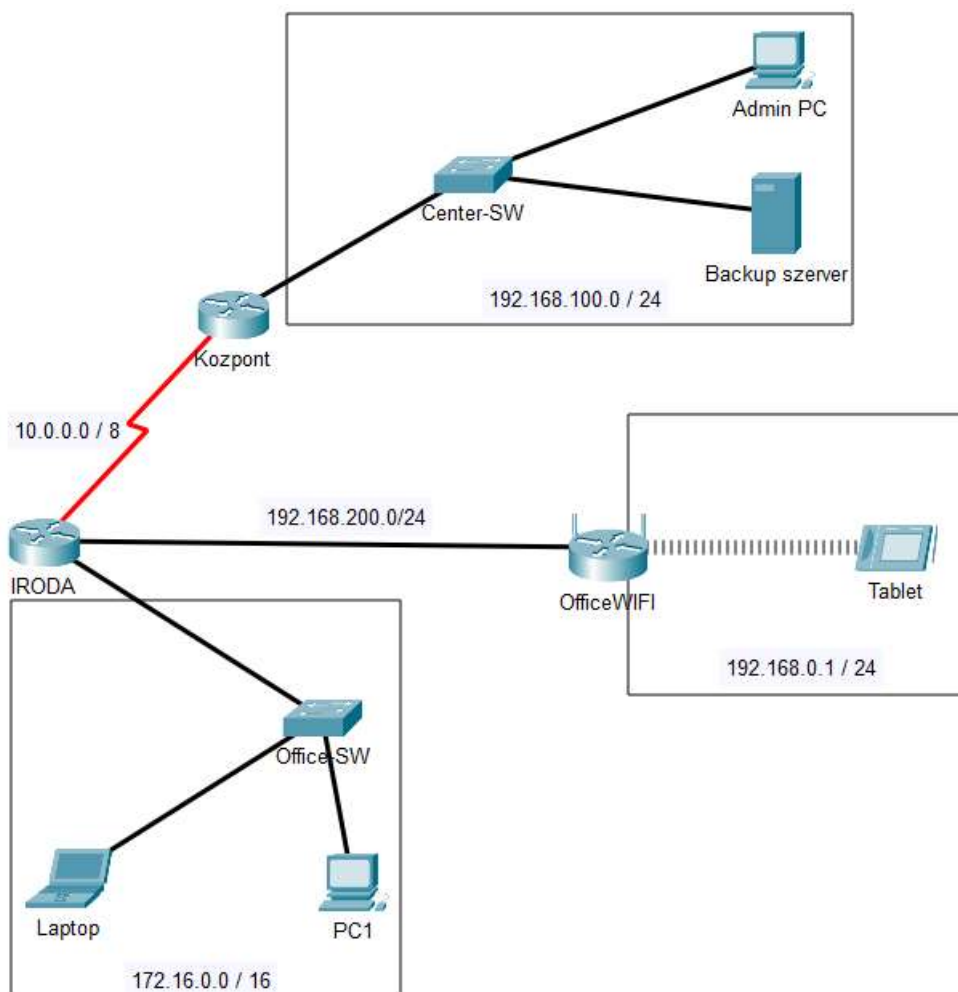 Admin PC
Center-SW
Backup szerver
192.168.100.0 / 24
Kozpont
10.0.0.0 / 8
192.168.200.0/24
IRODA
OfficeWIFI
Tablet
192.168.0.1 / 24
Office-SW
Laptop
PC1
172.16.0.0 / 16